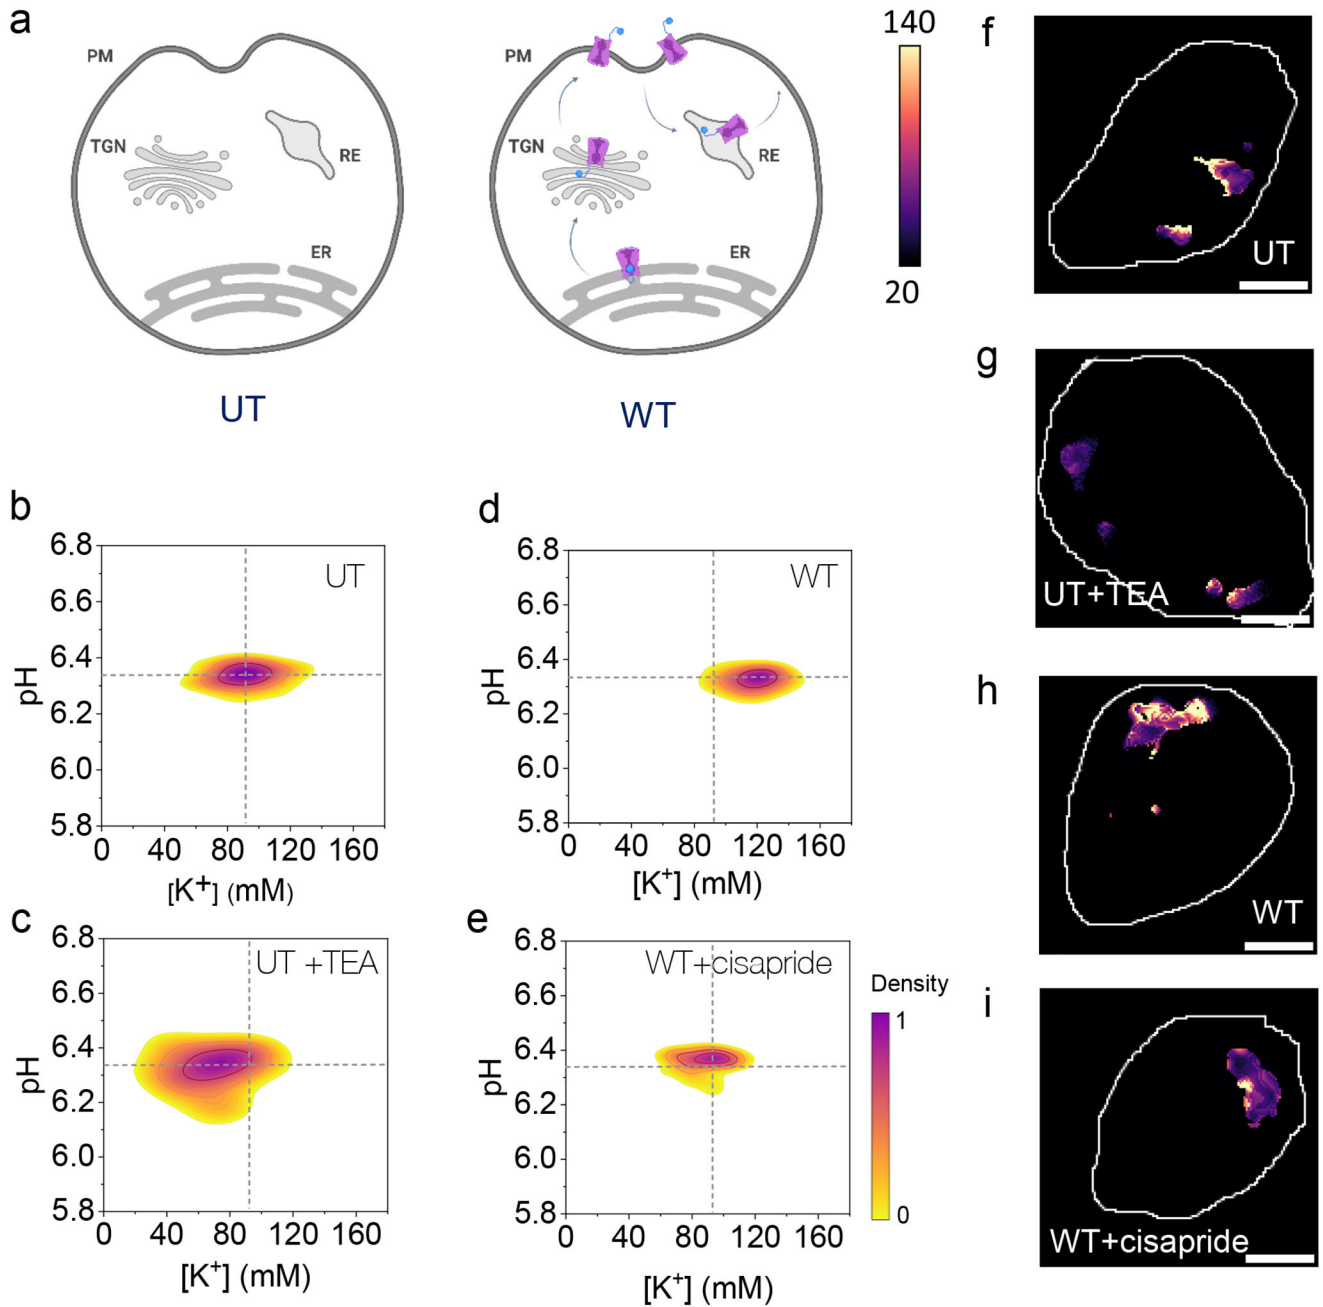 a
PM
TGN
RE
ER
UT
PM
TGN
RE
ER
WT
140
20
f
UT
g
UT+TEA
h
WT
i
WT+cisapride
b
6.8
6.6
6.4
6.2
6.0
5.8
pH
UT
0 40 80 120 160
[K+] (mM)
d
6.8
6.6
6.4
6.2
6.0
5.8
pH
WT
0 40 80 120 160
[K⁺] (mM)
c
6.8
6.6
6.4
6.2
6.0
5.8
pH
UT +TEA
0 40 80 120 160
[K⁺] (mM)
e
6.8
6.6
6.4
6.2
6.0
5.8
pH
WT+cisapride
0 40 80 120 160
[K⁺] (mM)
Density
1
0